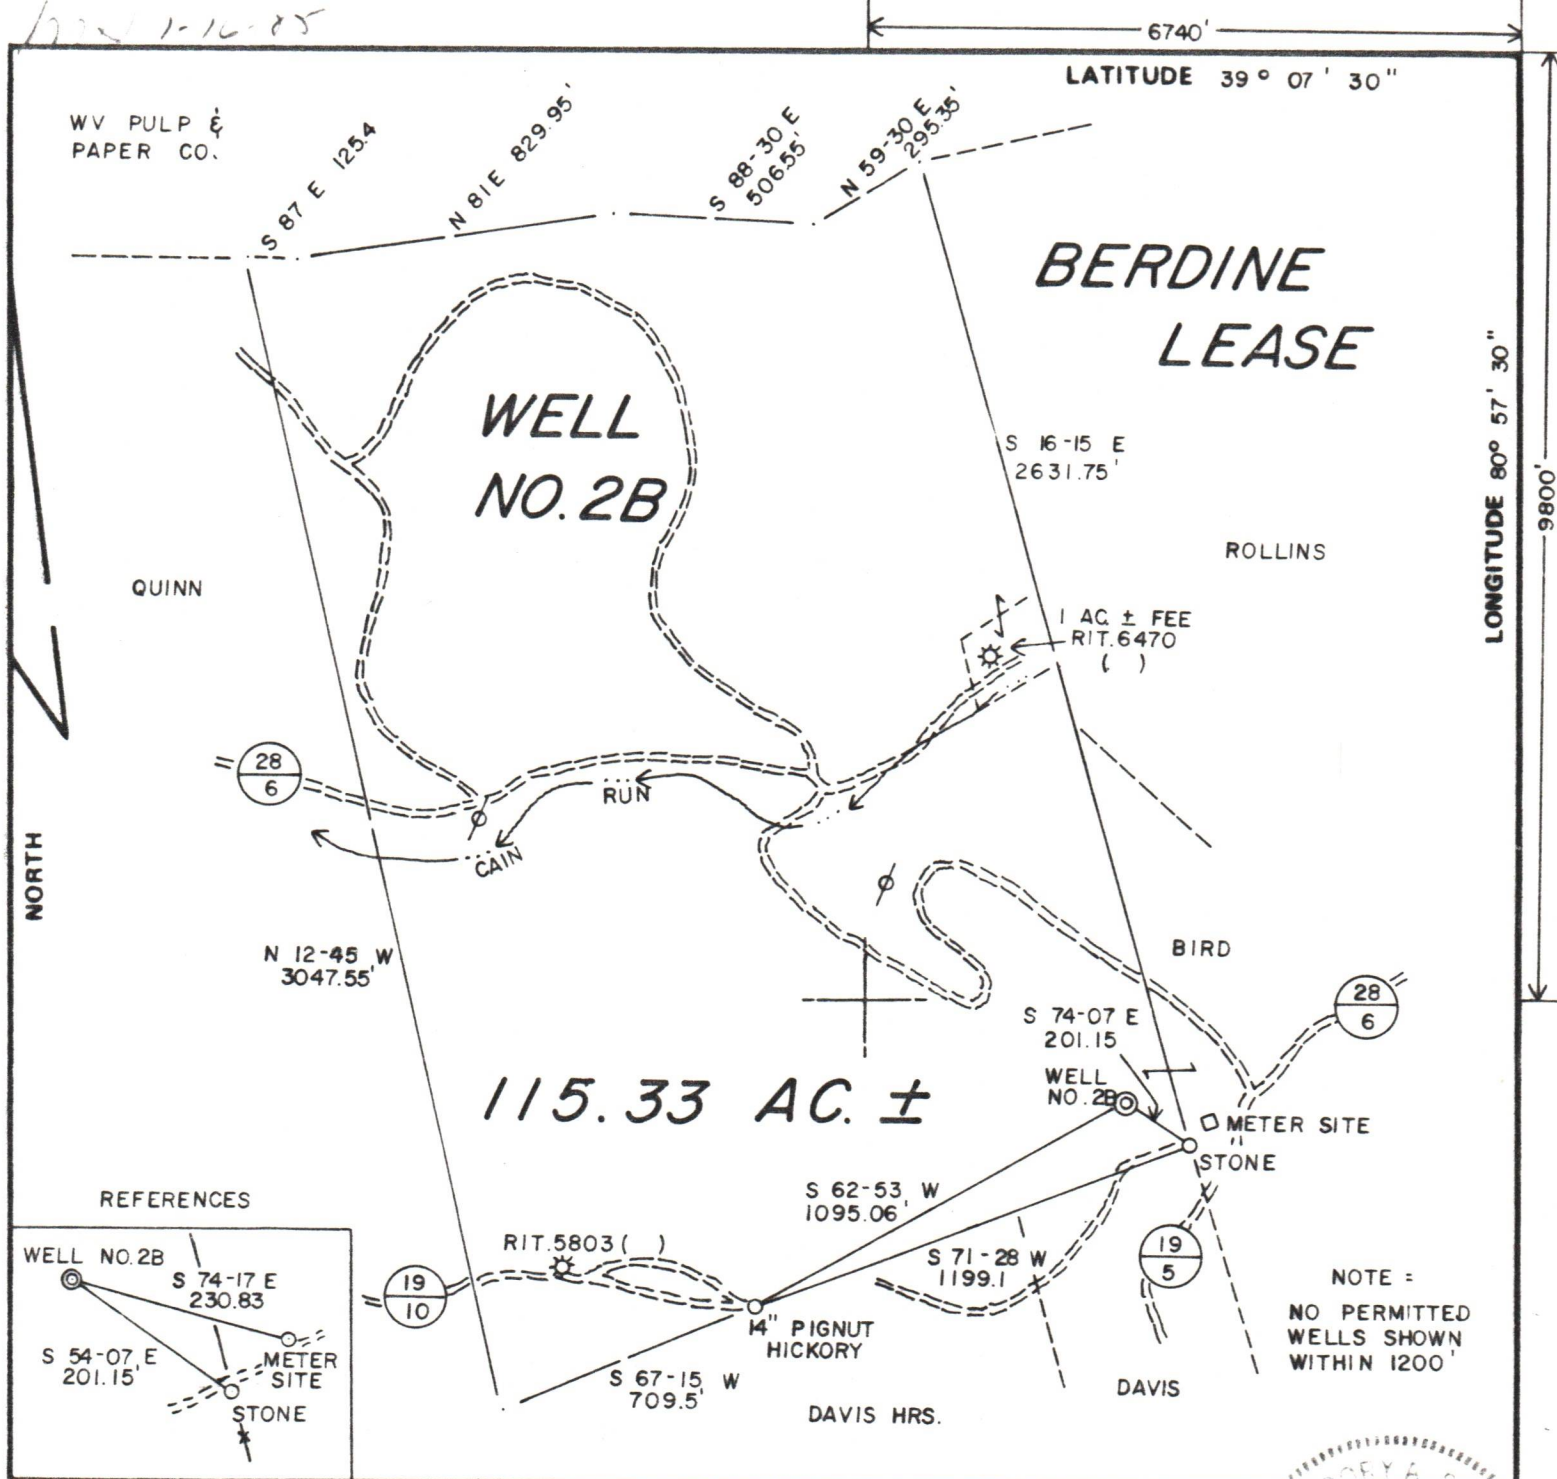 1-16-85
6740'
LATITUDE 39° 07' 30"
WV PULP &
PAPER CO.
S 87 E 125.4
N 81 E 829.95'
S 88-30 E
506.55'
N 59-30 E
295.35'
BERDINE
LEASE
LONGITUDE 80° 57' 30"
9800'
WELL
NO. 2B
S 16-15 E
2631.75'
ROLLINS
QUINN
1 AC. ± FEE
RIT. 6470
( )
28
6
RUN
CAIN
NORTH
N 12-45 W
3047.55'
BIRD
28
6
S 74-07 E
201.15
WELL
NO. 2B
115.33 AC. ±
METER SITE
STONE
S 62-53 W
1095.06'
S 71-28 W
1199.1'
19
5
REFERENCES
WELL NO. 2B
S 74-17 E
230.83
S 54-07 E
201.15'
METER
SITE
STONE
RIT. 5803 ( )
19
10
14" PIGNUT
HICKORY
S 67-15 W
709.5'
DAVIS HRS.
DAVIS
NOTE =
NO PERMITTED
WELLS SHOWN
WITHIN 1200'